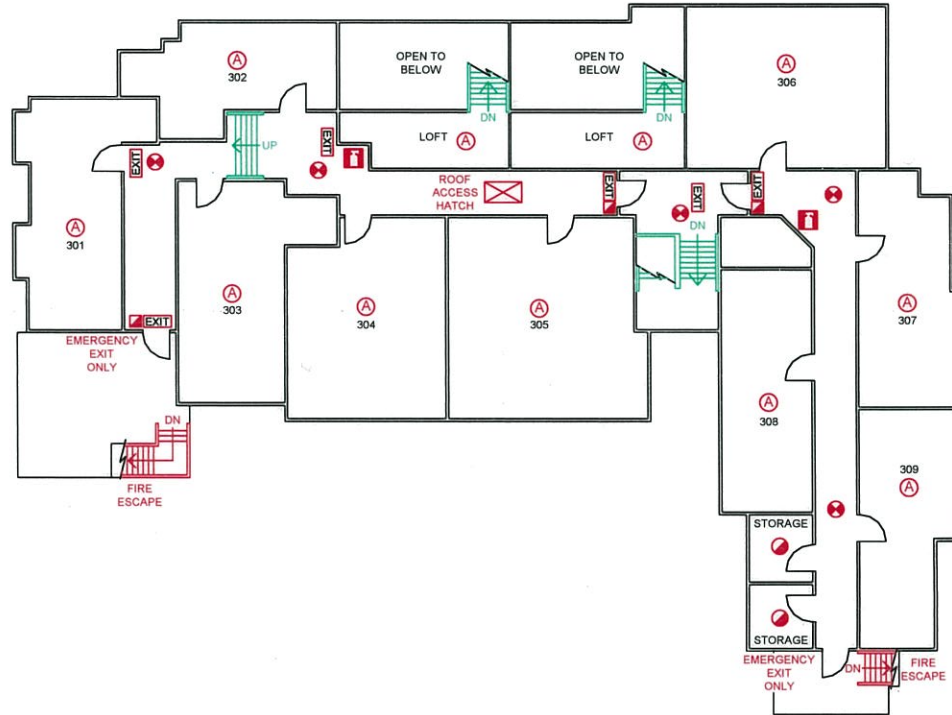 A
302
OPEN TO
BELOW
DN
OPEN TO
BELOW
DN
A
306
UP
EXIT
LOFT
A
LOFT
A
EXIT
ROOF
ACCESS
HATCH
EXIT
EXIT
EXIT
DN
A
301
A
303
A
304
A
305
A
307
EXIT
EMERGENCY
EXIT
ONLY
DN
FIRE
ESCAPE
A
308
309
A
STORAGE
STORAGE
EMERGENCY
EXIT
ONLY
DN
FIRE
ESCAPE